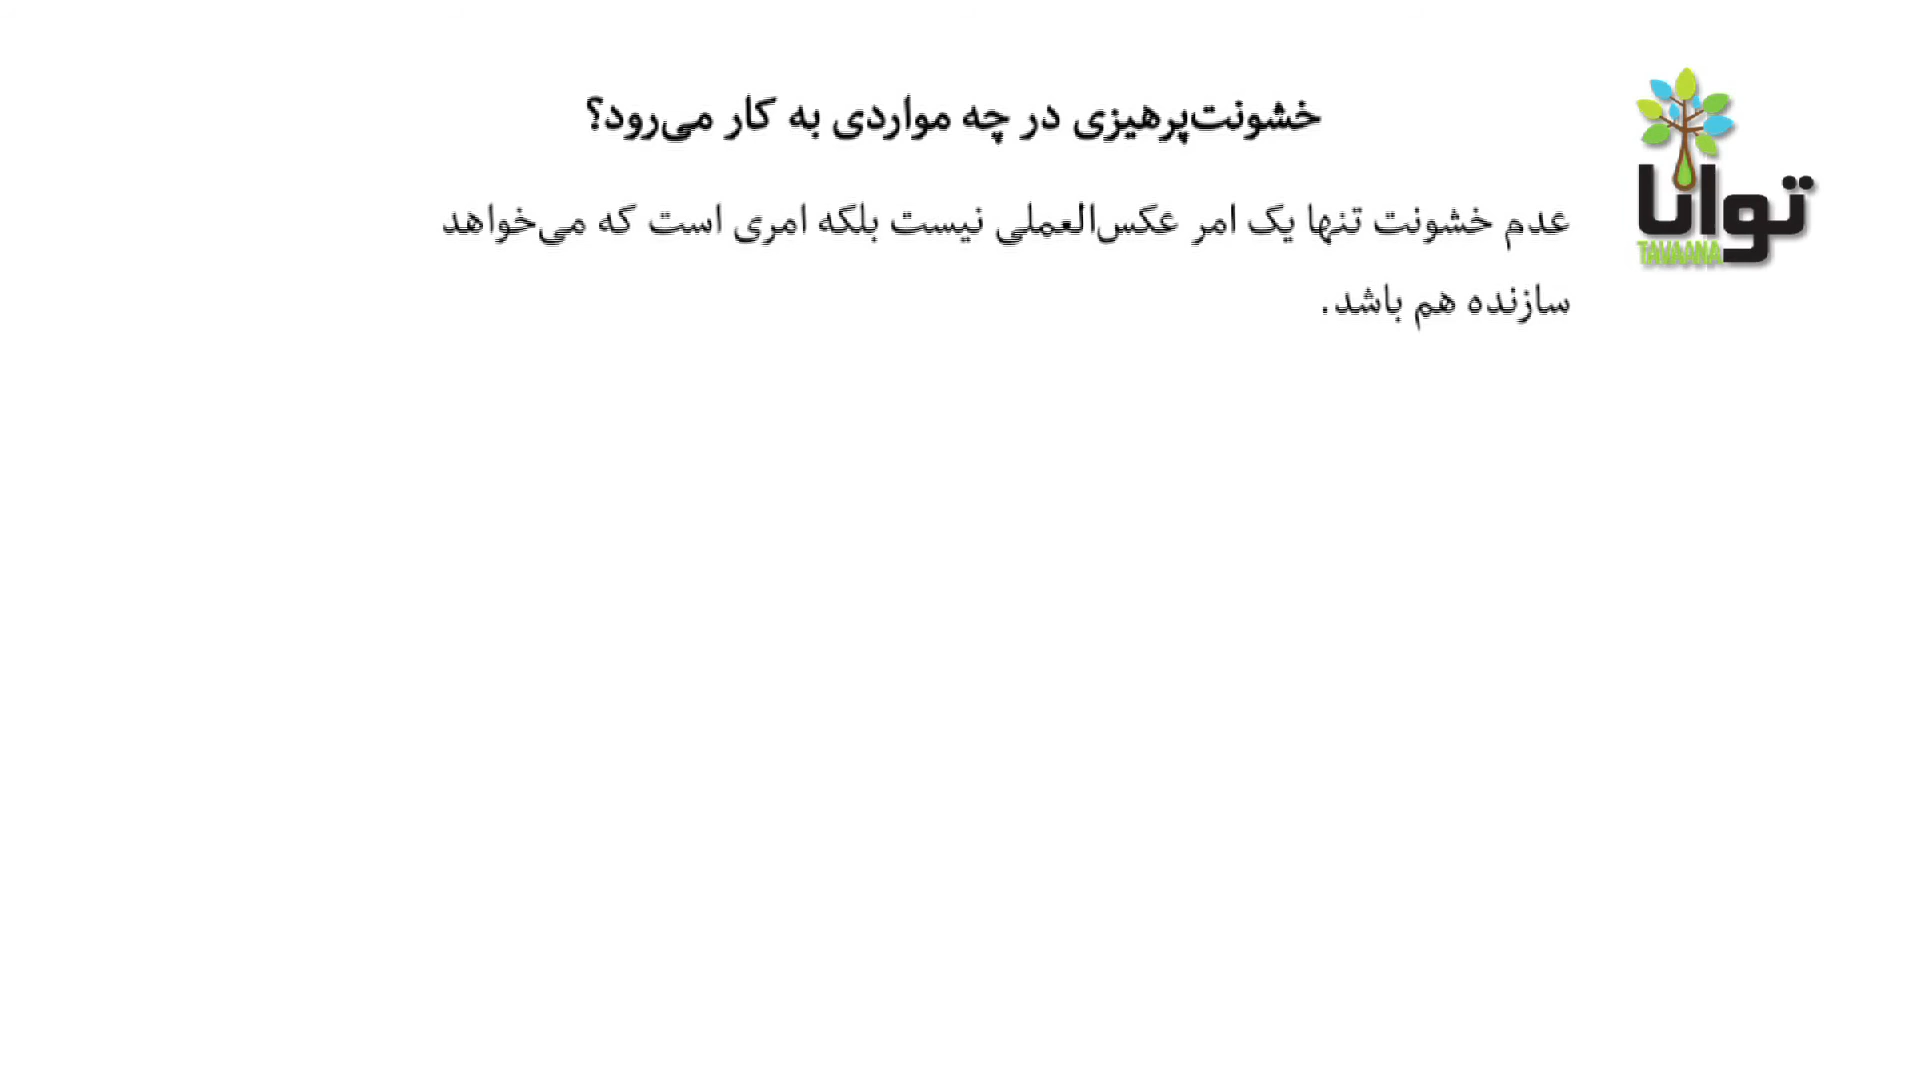 خشونت‌پرهیزی در چه مواردی به کار می‌رود؟
عدم خشونت تنها یک امر عکس‌العملی نیست بلکه امری است که می‌خواهد
سازنده هم باشد.
توانا
TAVAANA